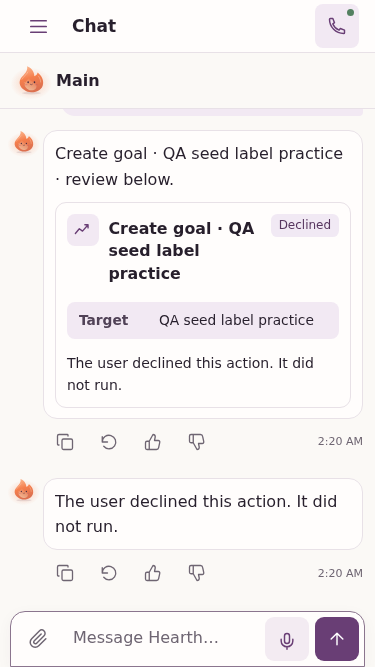 Chat
Main
Create goal · QA seed label practice
· review below.
Create goal · QA
seed label
practice
Declined
Target QA seed label practice
The user declined this action. It did
not run.
2:20 AM
The user declined this action. It did
not run.
2:20 AM
Message Hearth...